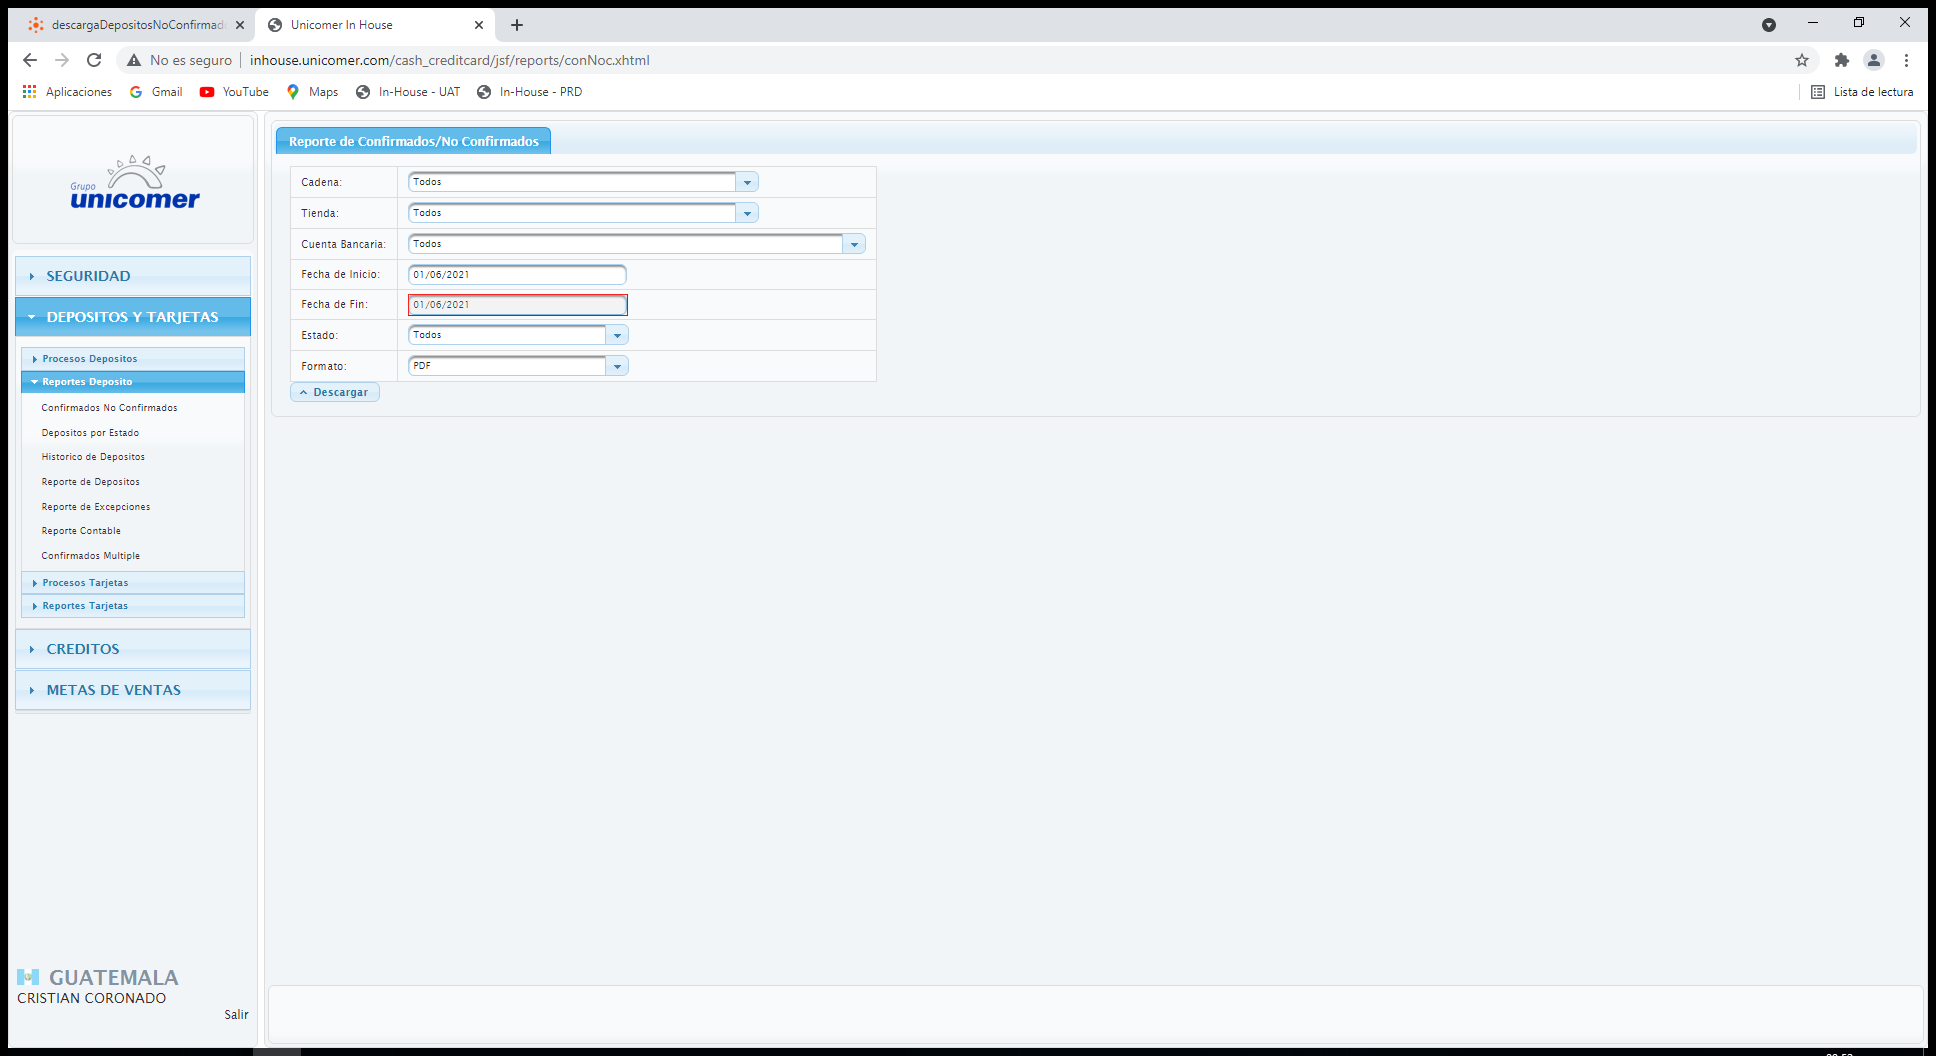 descargaDepositosNoConfirmad
Unicomer In House
No es seguro
inhouse.unicomer.com/cash_creditcard/jsf/reports/conNoc.xhtml
Aplicaciones
Gmail
YouTube
Maps
In-House - UAT
In-House - PRD
Lista de lectura
Grupo
unicomer
SEGURIDAD
DEPOSITOS Y TARJETAS
Procesos Depositos
Reportes Deposito
Confirmados No Confirmados
Depositos por Estado
Historico de Depositos
Reporte de Depositos
Reporte de Excepciones
Reporte Contable
Confirmados Multiple
Procesos Tarjetas
Reportes Tarjetas
CREDITOS
METAS DE VENTAS
GUATEMALA
CRISTIAN CORONADO
Salir
Reporte de Confirmados/No Confirmados
Cadena: Todos
Tienda: Todos
Cuenta Bancaria: Todos
Fecha de Inicio: 01/06/2021
Fecha de Fin: 01/06/2021
Estado: Todos
Formato: PDF
Descargar